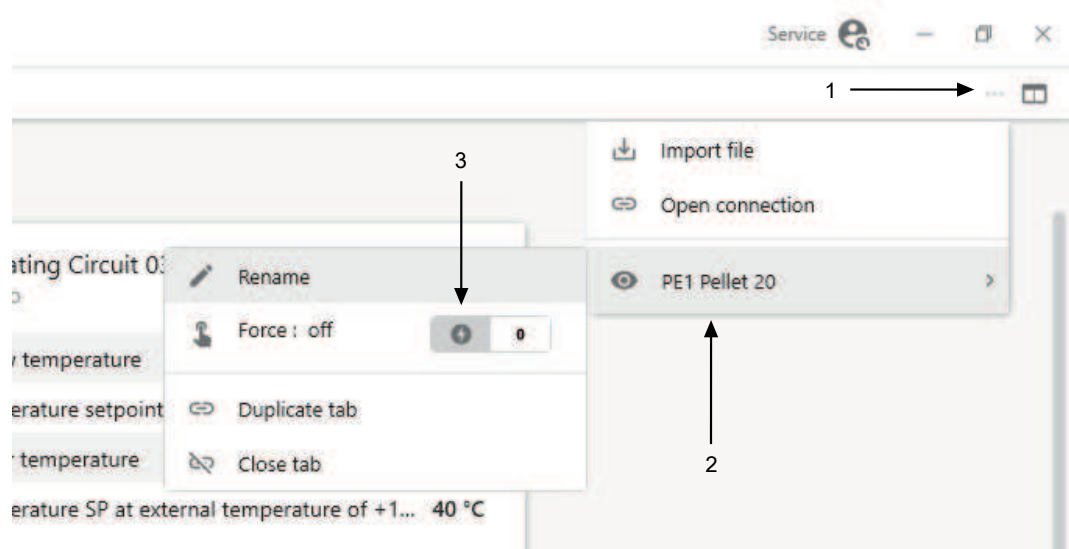 Service
1
Import file
3
Open connection
ating Circuit 03
Rename
PE1 Pellet 20
Force : off
0
temperature
erature setpoint
Duplicate tab
temperature
Close tab
2
erature SP at external temperature of +1... 40 °C